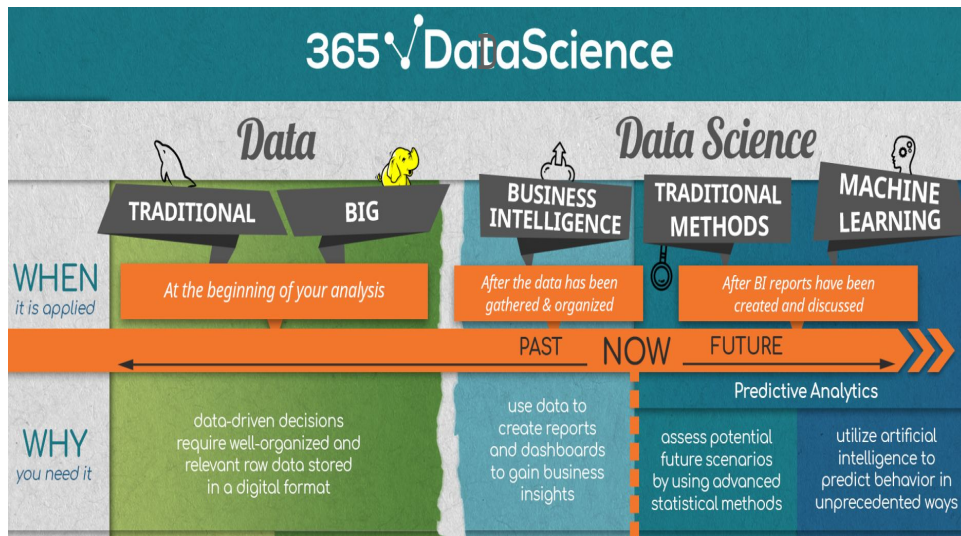 365 DataScience
Data
Data Science
TRADITIONAL
BIG
BUSINESS
INTELLIGENCE
TRADITIONAL
METHODS
MACHINE
LEARNING
WHEN
it is applied
At the beginning of your analysis
After the data has been
gathered & organized
After BI reports have been
created and discussed
PAST
NOW
FUTURE
Predictive Analytics
WHY
you need it
data-driven decisions
require well-organized and
relevant raw data stored
in a digital format
use data to
create reports
and dashboards
to gain business
insights
assess potential
future scenarios
by using advanced
statistical methods
utilize artificial
intelligence to
predict behavior in
unprecedented ways